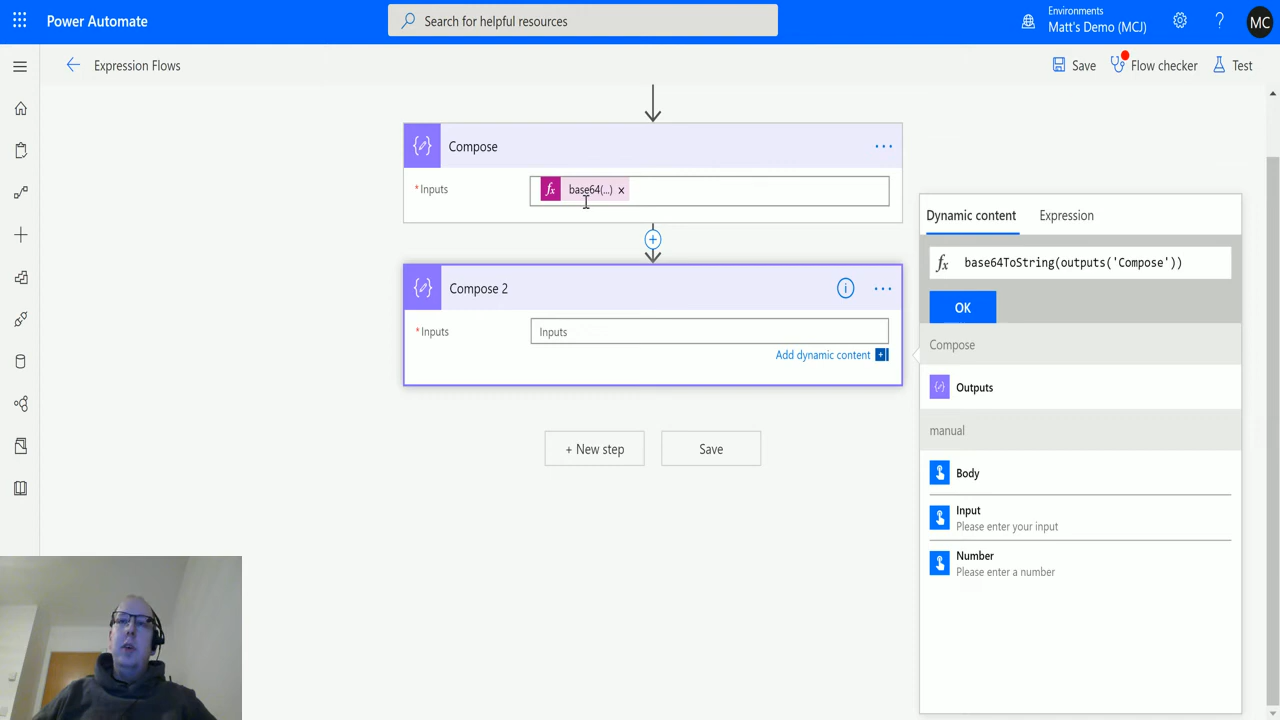 Power Automate
Search for helpful resources
Environments
Matt's Demo (MCJ)
?
MC
Expression Flows
Save
Flow checker
Test
Compose
...
* Inputs
fx base64(...) x
+
Compose 2
i
...
* Inputs
Inputs
Add dynamic content +
+ New step
Save
Dynamic content
Expression
fx base64ToString(outputs('Compose'))
OK
Compose
Outputs
manual
Body
Input
Please enter your input
Number
Please enter a number